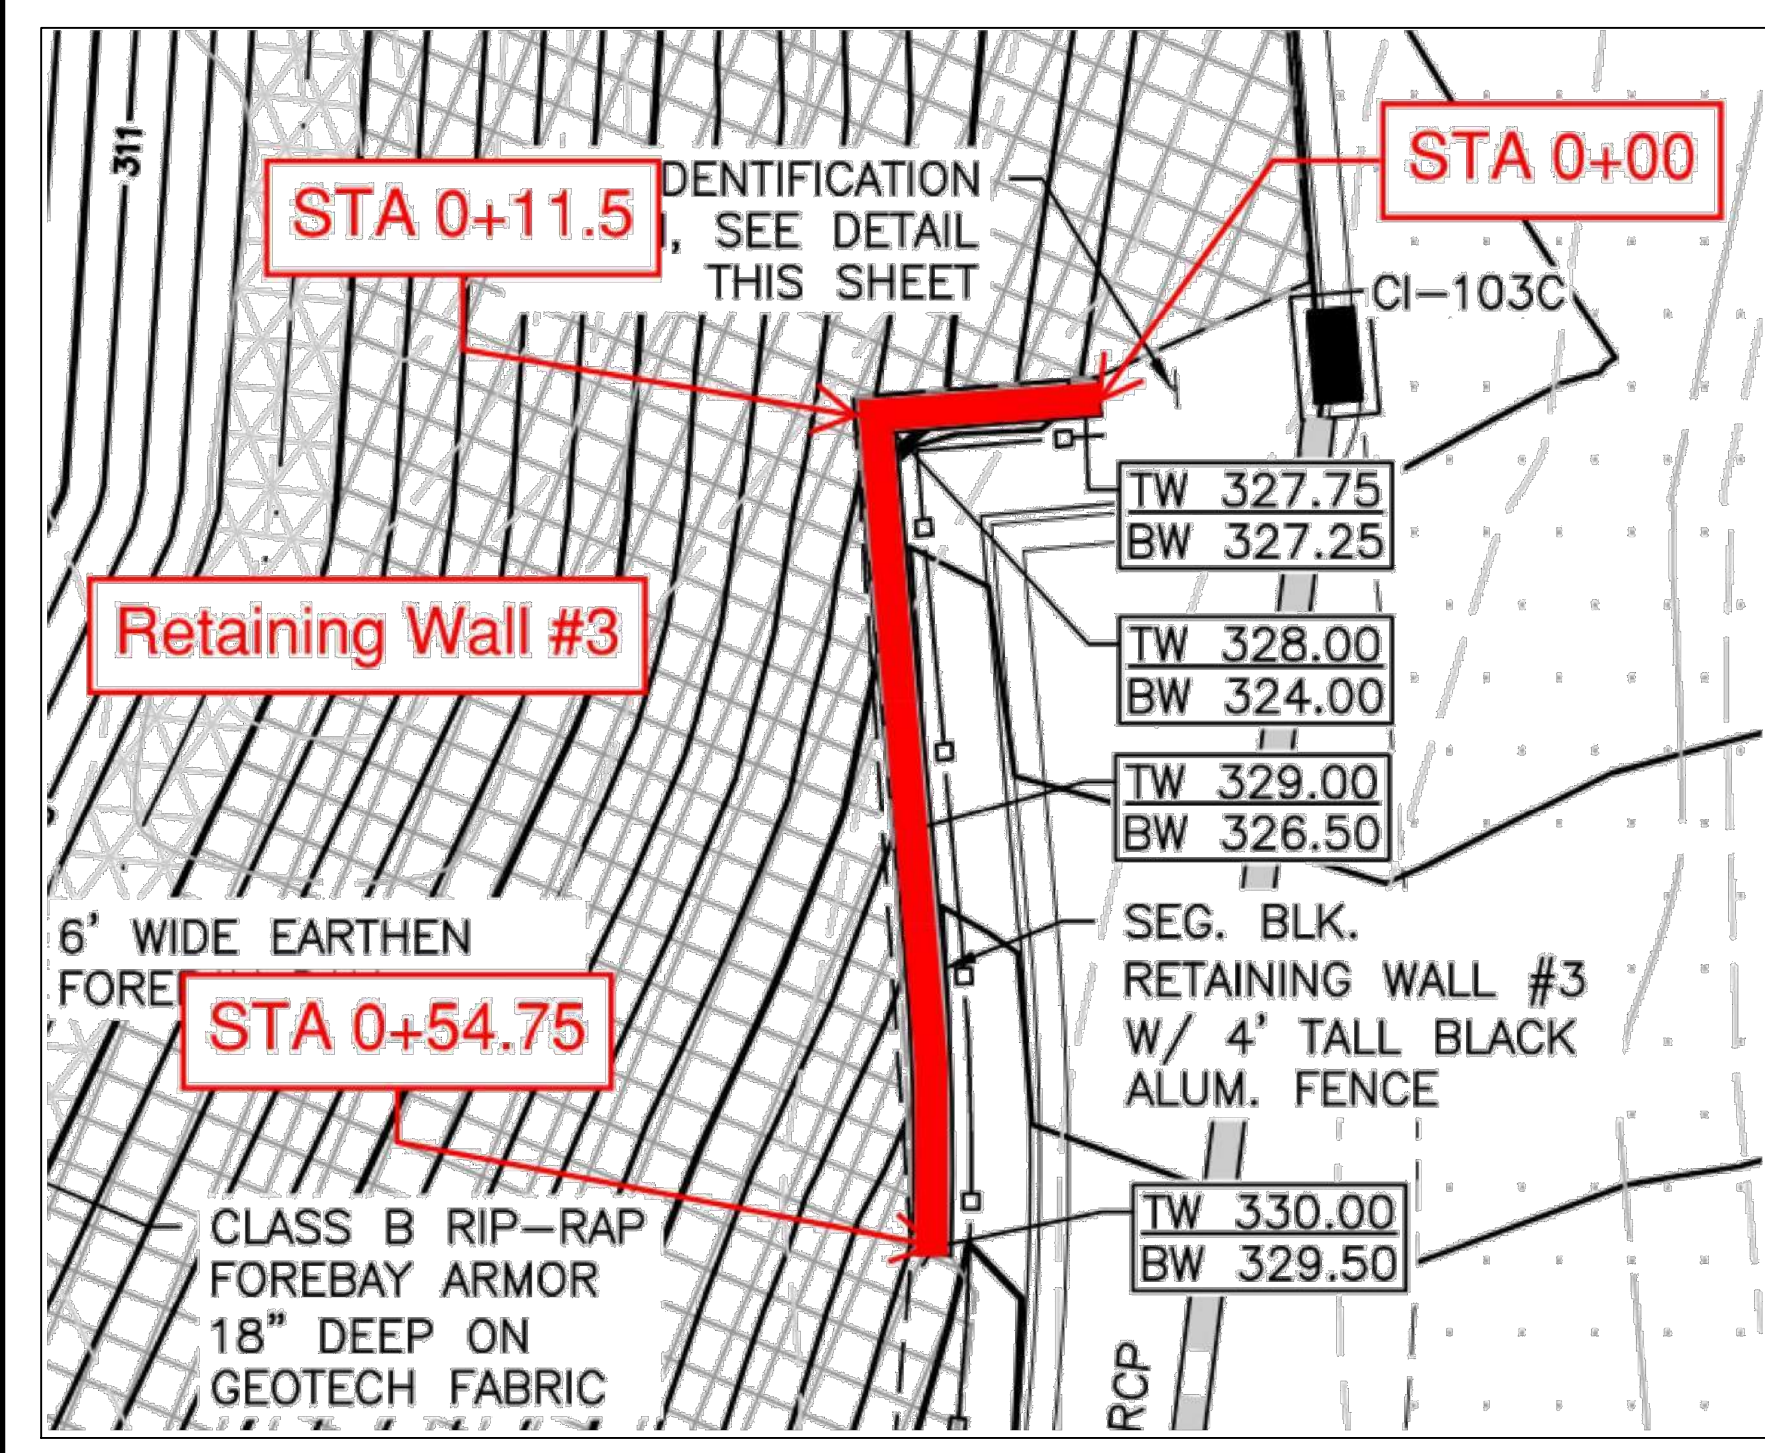 311
STA 0+11.5
STA 0+00
DENTIFICATION
, SEE DETAIL
THIS SHEET
CI-103C
TW 327.75
BW 327.25
Retaining Wall #3
TW 328.00
BW 324.00
TW 329.00
BW 326.50
6' WIDE EARTHEN
FORE
SEG. BLK.
RETAINING WALL #3
W/ 4' TALL BLACK
ALUM. FENCE
STA 0+54.75
TW 330.00
BW 329.50
CLASS B RIP-RAP
FOREBAY ARMOR
18" DEEP ON
GEOTECH FABRIC
RCP